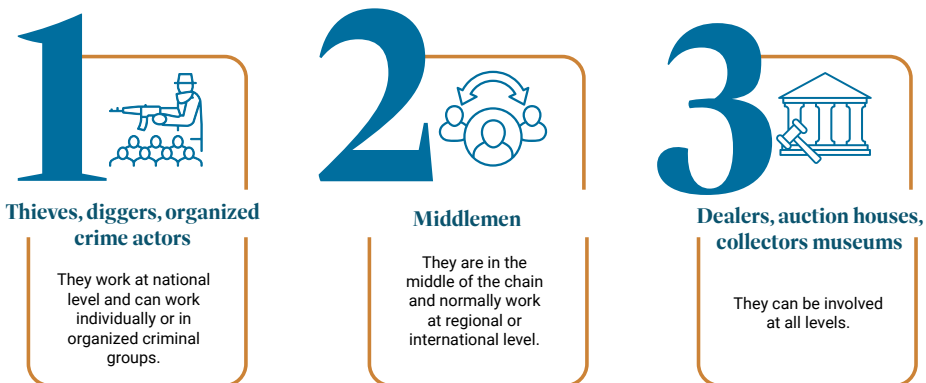 1
Thieves, diggers, organized
crime actors
They work at national
level and can work
individually or in
organized criminal
groups.
2
Middlemen
They are in the
middle of the chain
and normally work
at regional or
international level.
3
Dealers, auction houses,
collectors museums
They can be involved
at all levels.